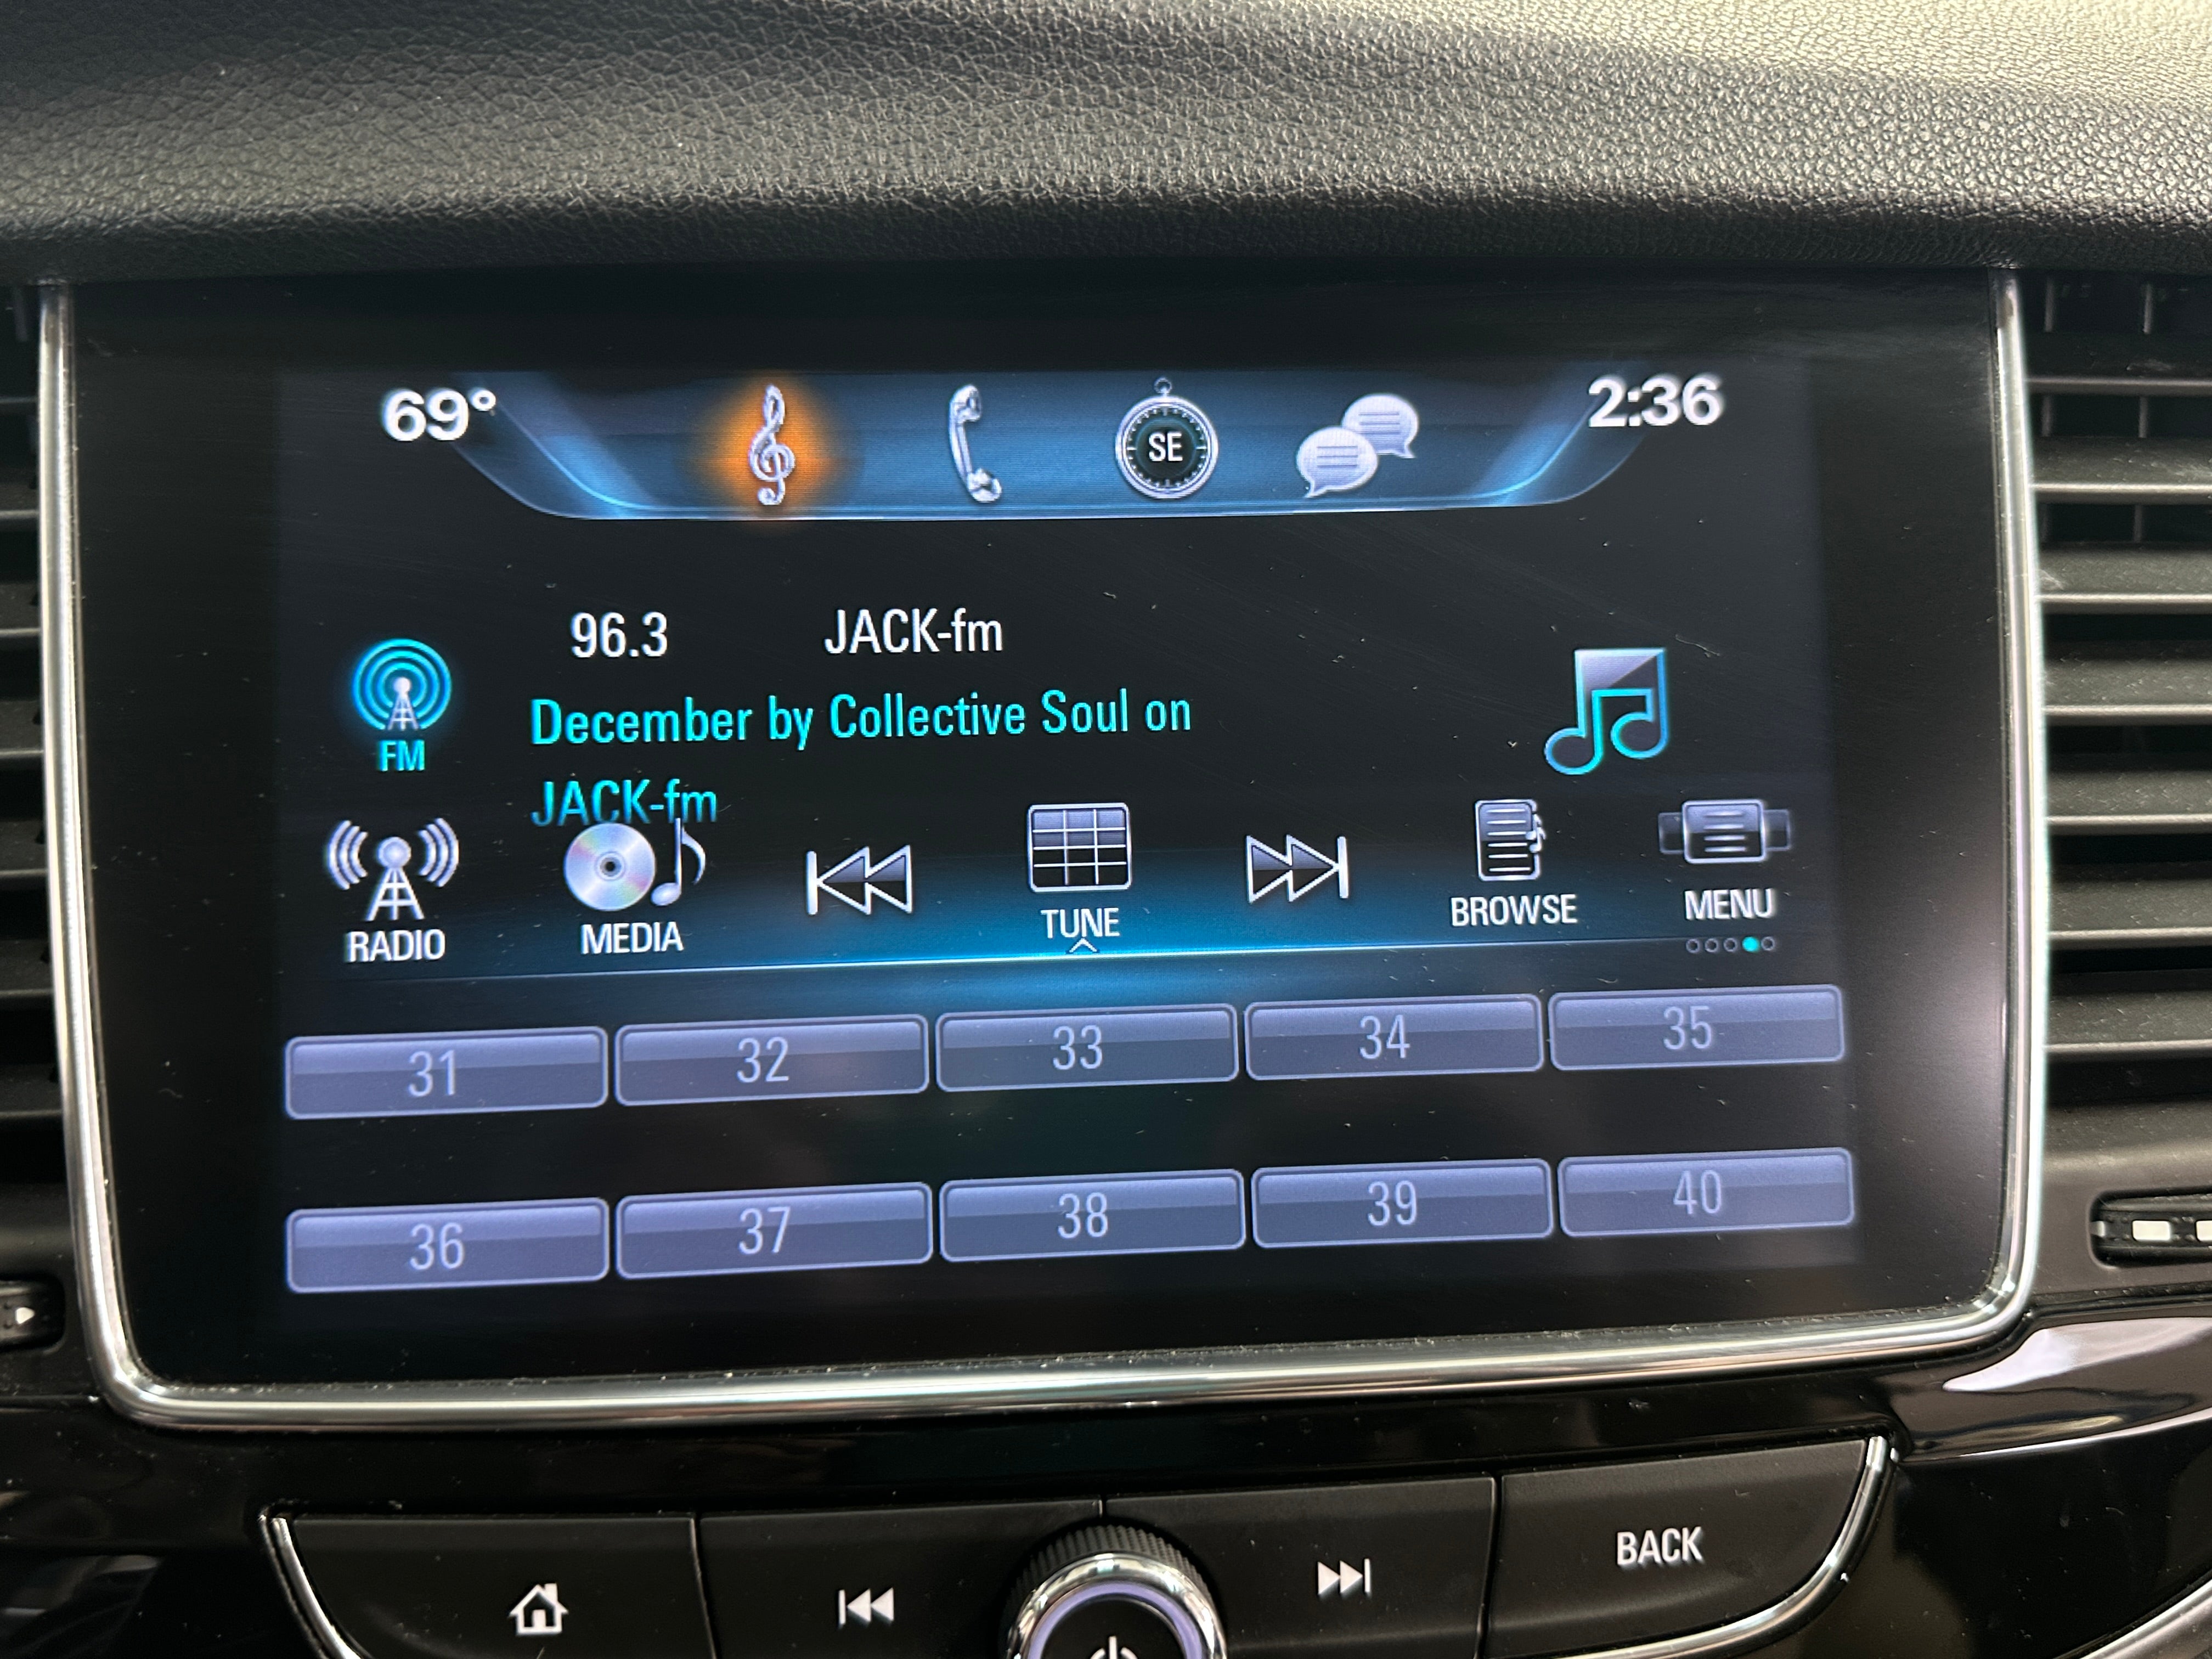 69° SE 2:36
96.3 JACK-fm
FM
December by Collective Soul on
JACK-fm
RADIO MEDIA TUNE BROWSE MENU
31 32 33 34 35
36 37 38 39 40
BACK